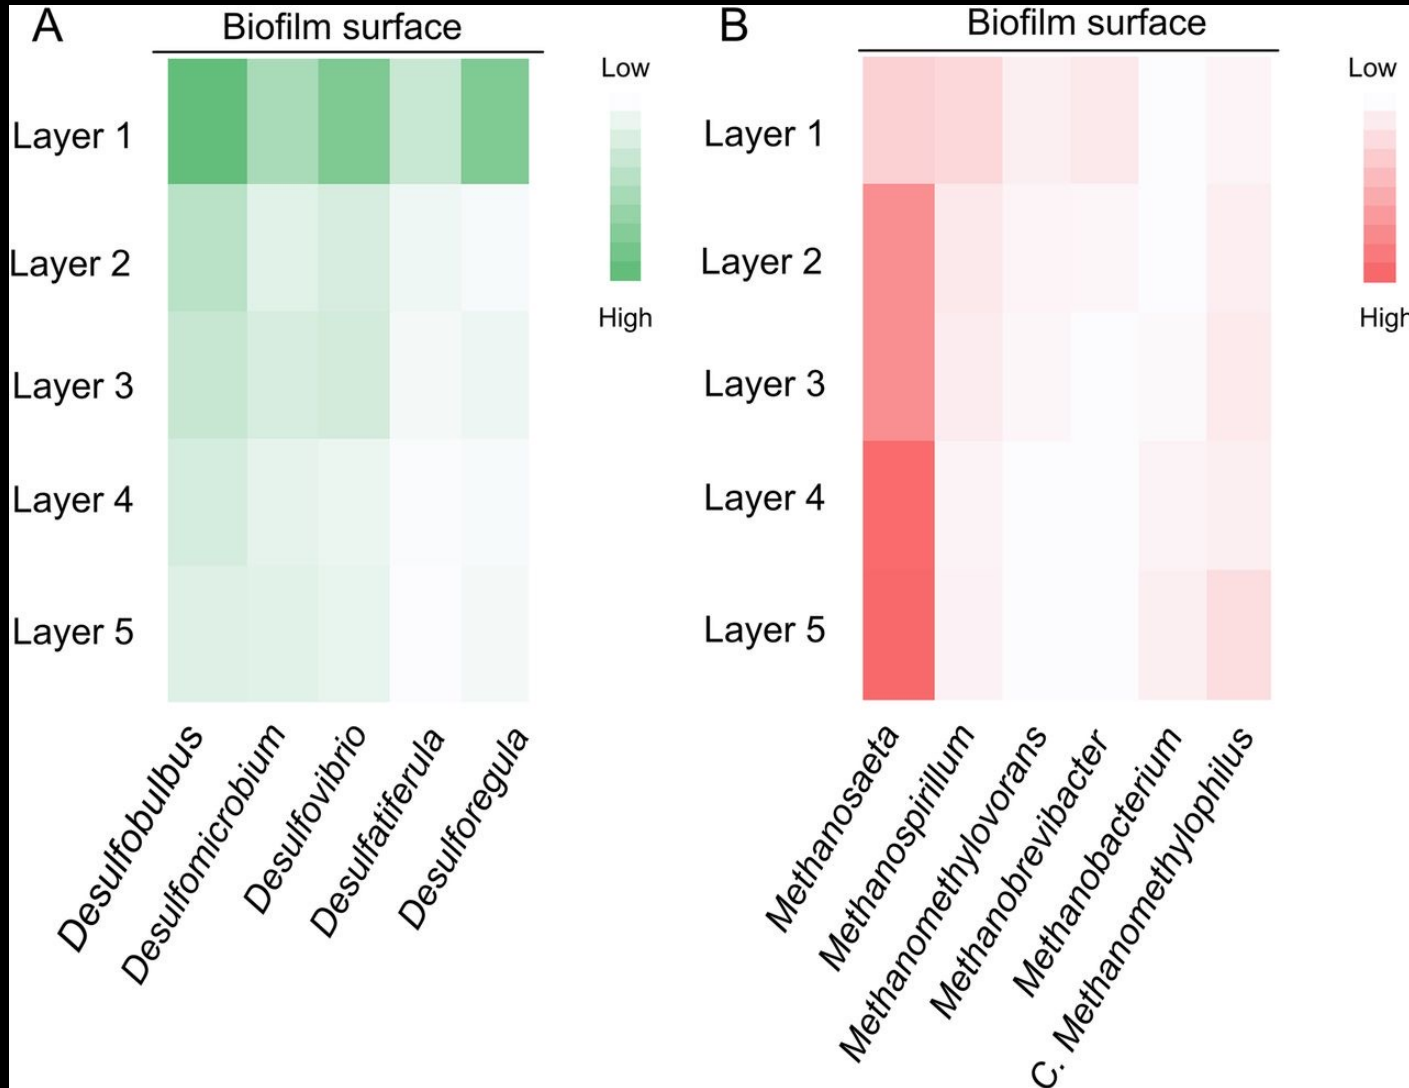 A
Biofilm surface
Low
High
Layer 1
Layer 2
Layer 3
Layer 4
Layer 5
Desulfobulbus
Desulfomicrobium
Desulfovibrio
Desulfatiferula
Desulforegula
B
Biofilm surface
Low
High
Layer 1
Layer 2
Layer 3
Layer 4
Layer 5
Methanosaeta
Methanospirillum
Methanomethylovorans
Methanobrevibacter
Methanobacterium
C. Methanomethylophilus